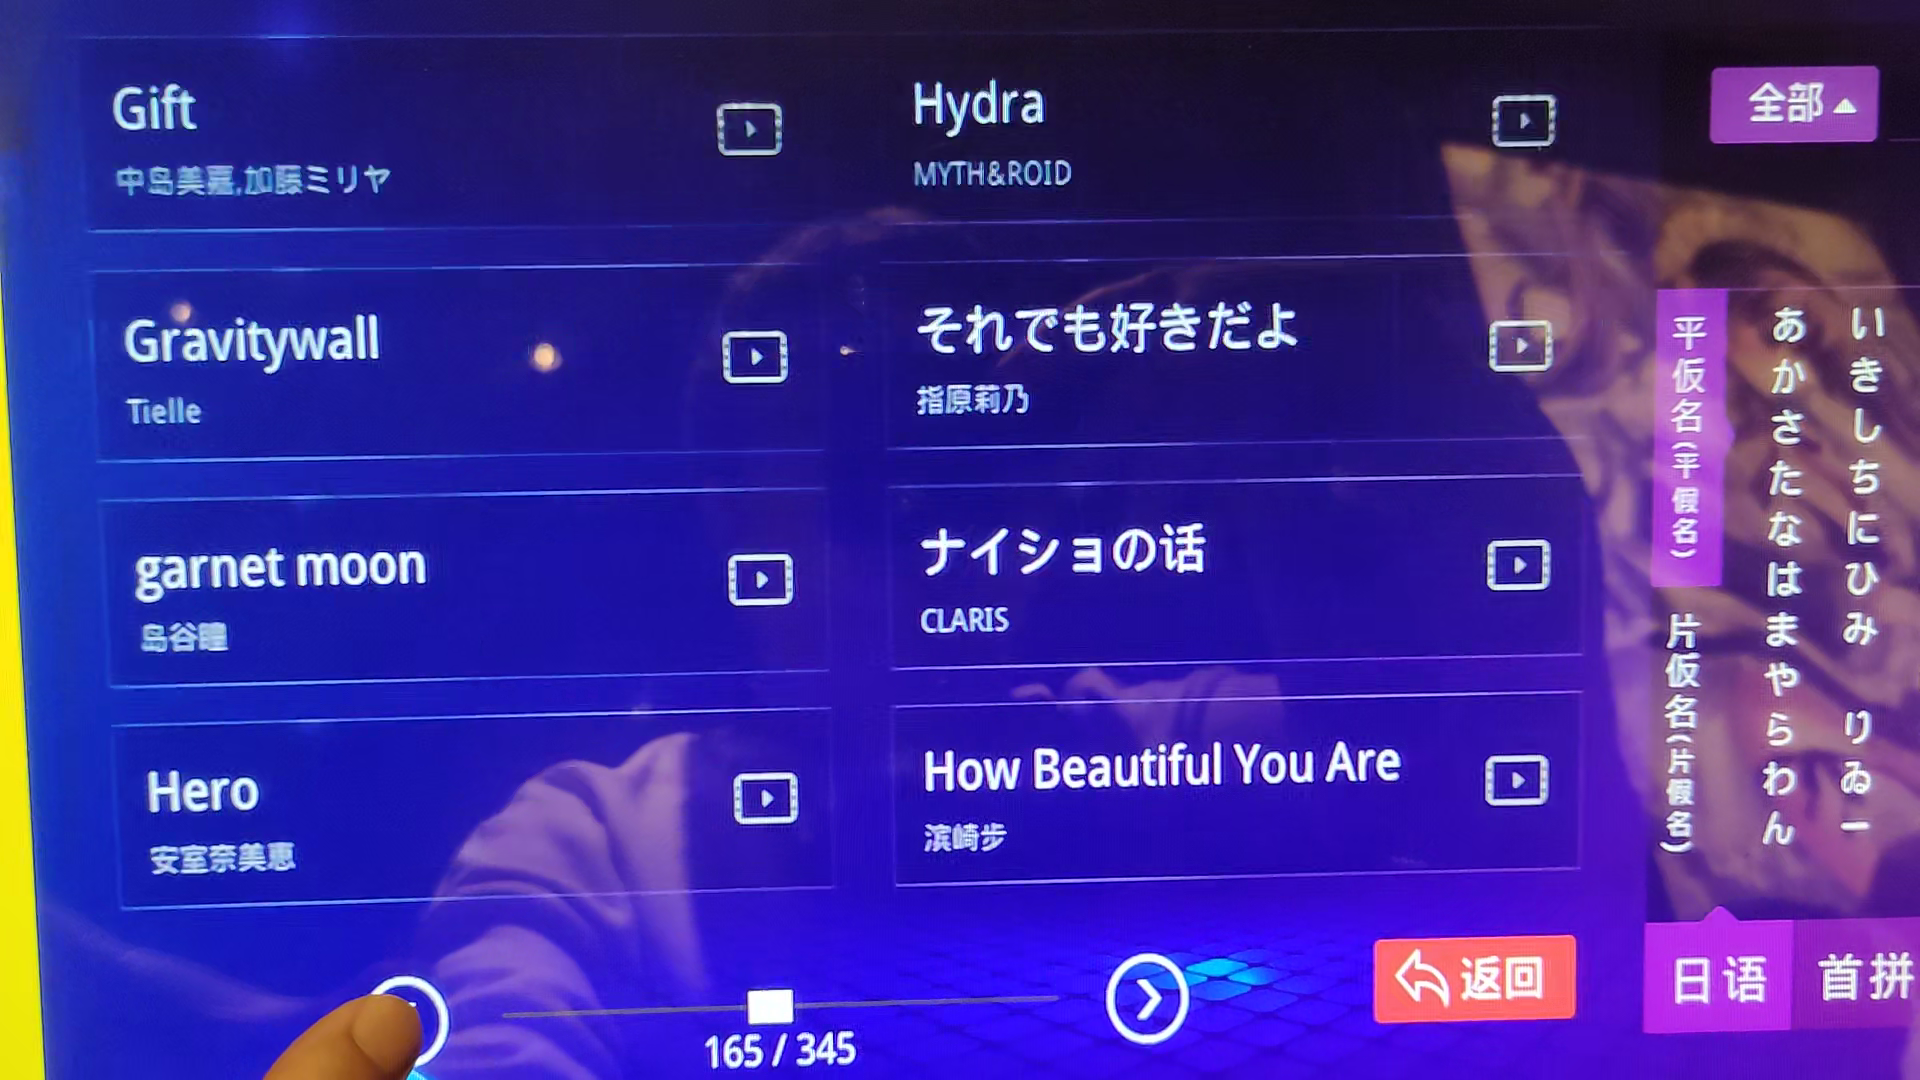 Gift
中岛美嘉,加藤ミリヤ
Hydra
MYTH&ROID
Gravitywall
Tielle
それでも好きだよ
指原莉乃
garnet moon
岛谷瞳
ナイショの话
CLARIS
Hero
安室奈美恵
How Beautiful You Are
滨崎步
165 / 345
返回
全部
平仮名(平假名)
片仮名(片假名)
あかさたなはまやらわん
いきしちにひみ りゐー
日语
首拼